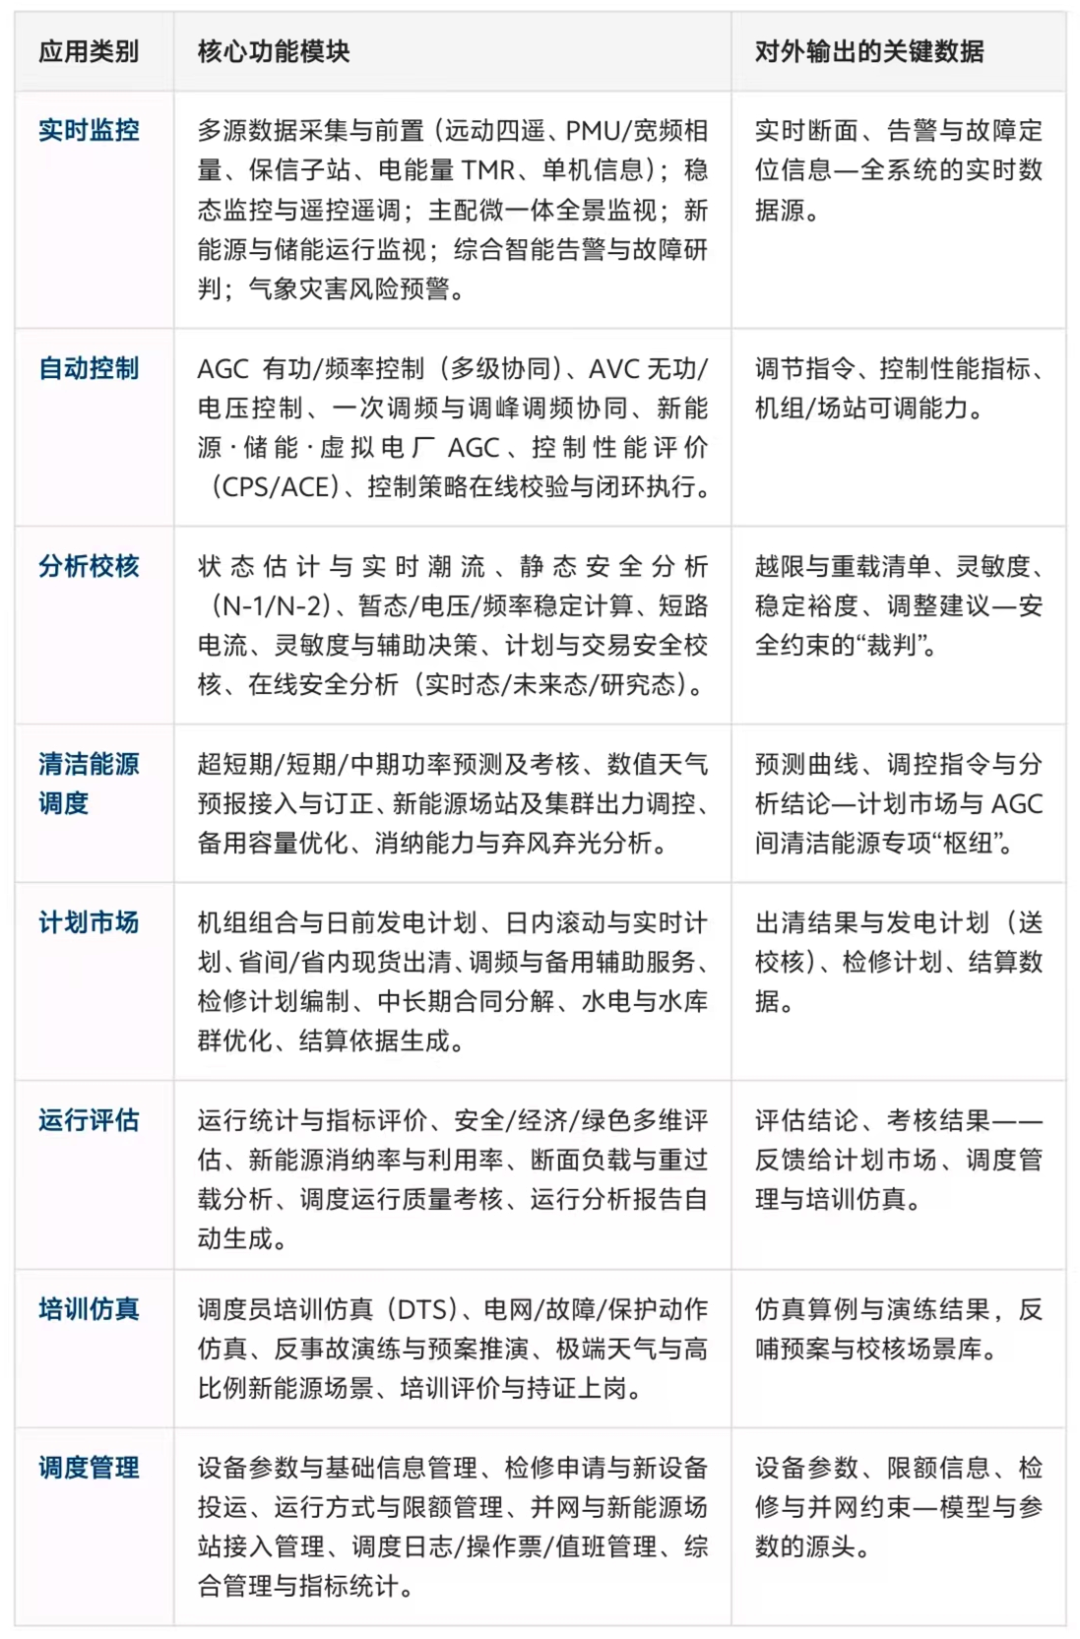 应用类别
核心功能模块
对外输出的关键数据
实时监控
多源数据采集与前置（远动四遥、PMU/宽频相
量、保信子站、电能量 TMR、单机信息）；稳
态监控与遥控遥调；主配微一体全景监视；新
能源与储能运行监视；综合智能告警与故障研
判；气象灾害风险预警。
实时断面、告警与故障定
位信息—全系统的实时数
据源。
自动控制
AGC 有功/频率控制（多级协同）、AVC 无功/
电压控制、一次调频与调峰调频协同、新能
源·储能·虚拟电厂 AGC、控制性能评价
（CPS/ACE）、控制策略在线校验与闭环执行。
调节指令、控制性能指标、
机组/场站可调能力。
分析校核
状态估计与实时潮流、静态安全分析
（N-1/N-2）、暂态/电压/频率稳定计算、短路
电流、灵敏度与辅助决策、计划与交易安全校
核、在线安全分析（实时态/未来态/研究态）。
越限与重载清单、灵敏度、
稳定裕度、调整建议—安
全约束的“裁判”。
清洁能源
调度
超短期/短期/中期功率预测及考核、数值天气
预报接入与订正、新能源场站及集群出力调控、
备用容量优化、消纳能力与弃风弃光分析。
预测曲线、调控指令与分
析结论—计划市场与 AGC
间清洁能源专项“枢纽”。
计划市场
机组组合与日前发电计划、日内滚动与实时计
划、省间/省内现货出清、调频与备用辅助服务、
检修计划编制、中长期合同分解、水电与水库
群优化、结算依据生成。
出清结果与发电计划（送
校核）、检修计划、结算数
据。
运行评估
运行统计与指标评价、安全/经济/绿色多维评
估、新能源消纳率与利用率、断面负载与重过
载分析、调度运行质量考核、运行分析报告自
动生成。
评估结论、考核结果——
反馈给计划市场、调度管
理与培训仿真。
培训仿真
调度员培训仿真（DTS）、电网/故障/保护动作
仿真、反事故演练与预案推演、极端天气与高
比例新能源场景、培训评价与持证上岗。
仿真算例与演练结果，反
哺预案与校核场景库。
调度管理
设备参数与基础信息管理、检修申请与新设备
投运、运行方式与限额管理、并网与新能源场
站接入管理、调度日志/操作票/值班管理、综
合管理与指标统计。
设备参数、限额信息、检
修与并网约束—模型与参
数的源头。